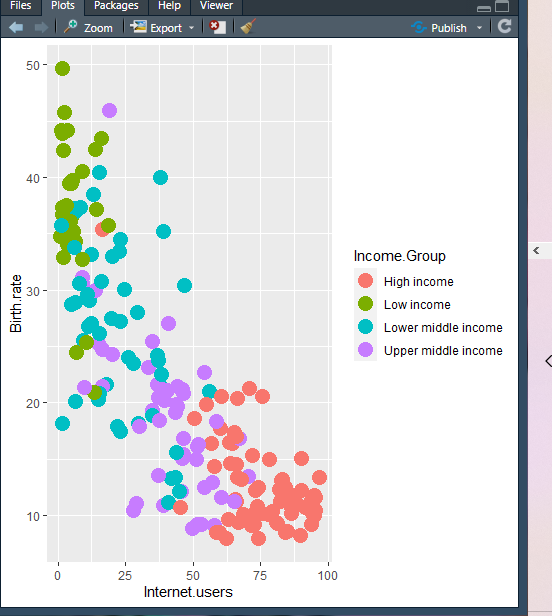 Files Plots Packages Help Viewer
Zoom Export Publish
50
40
30
20
10
Birth.rate
0 25 50 75 100
Internet.users
Income.Group
High income
Low income
Lower middle income
Upper middle income